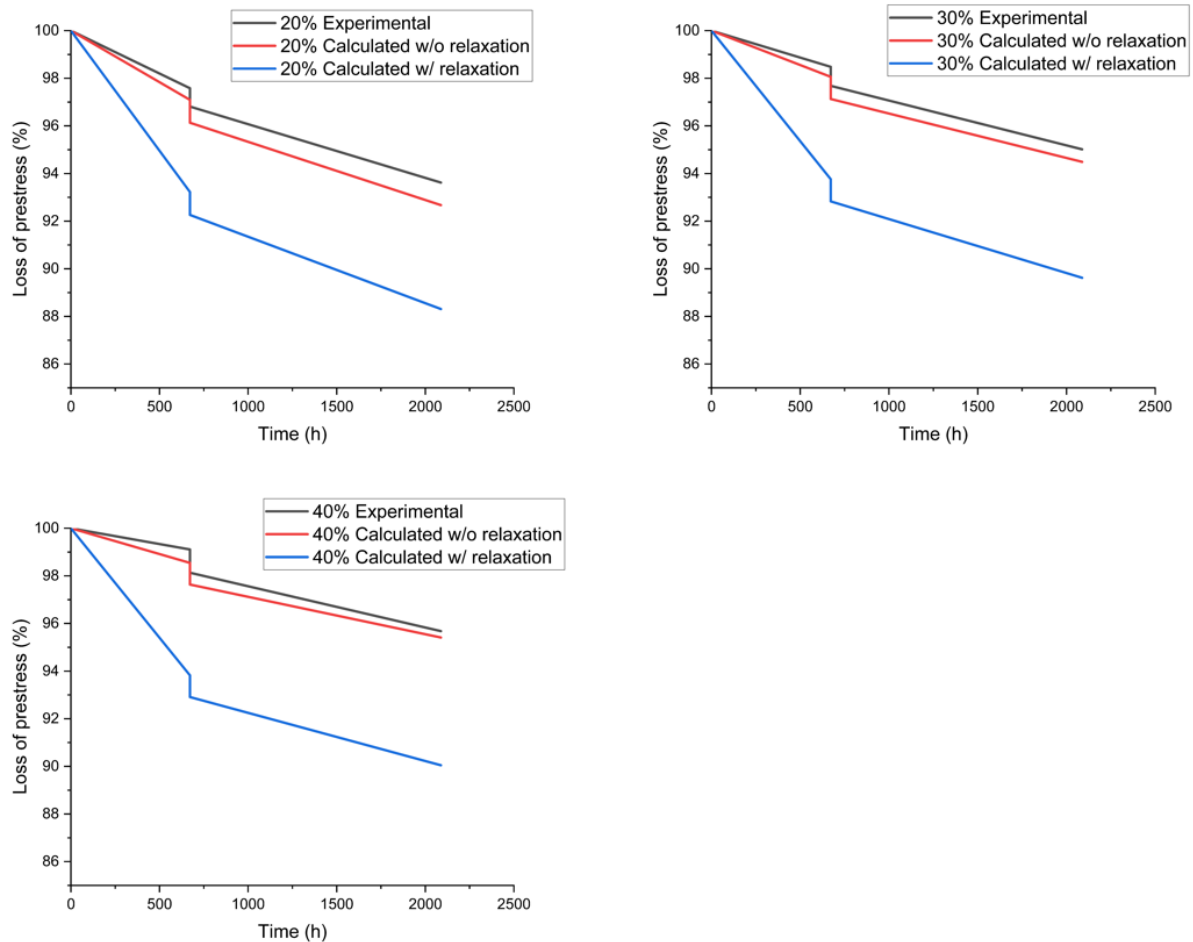 20% Experimental
20% Calculated w/o relaxation
20% Calculated w/ relaxation
100
98
96
94
92
90
88
86
Loss of prestress (%)
0
500
1000
1500
2000
2500
Time (h)
30% Experimental
30% Calculated w/o relaxation
30% Calculated w/ relaxation
100
98
96
94
92
90
88
86
Loss of prestress (%)
0
500
1000
1500
2000
2500
Time (h)
40% Experimental
40% Calculated w/o relaxation
40% Calculated w/ relaxation
100
98
96
94
92
90
88
86
Loss of prestress (%)
0
500
1000
1500
2000
2500
Time (h)